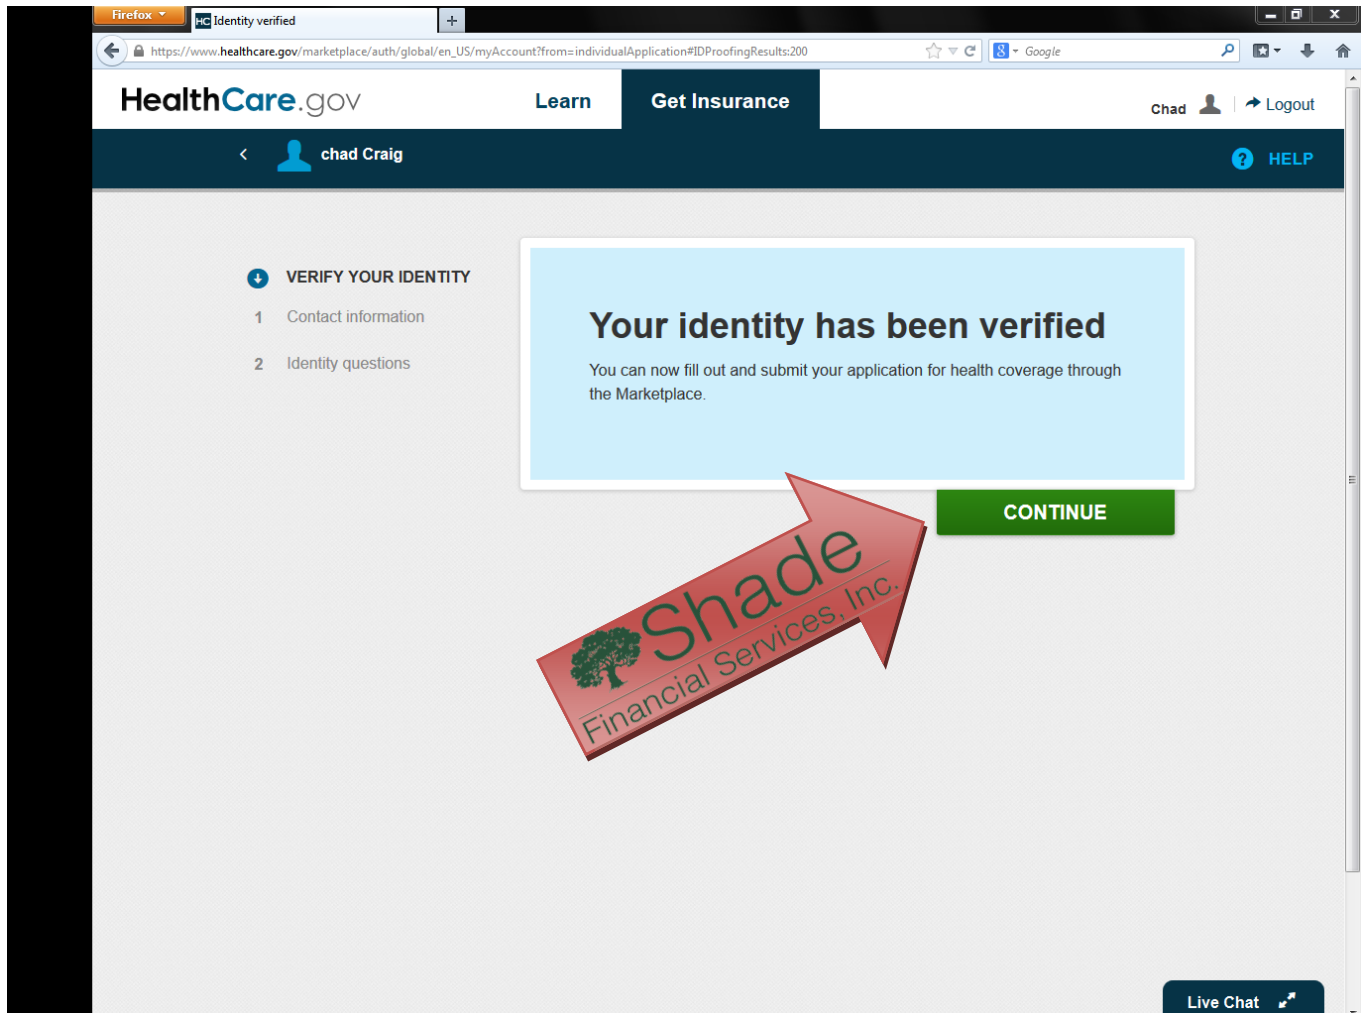 Firefox
HC Identity verified
https://www.healthcare.gov/marketplace/auth/global/en_US/myAccount?from=individualApplication#IDProofingResults:200
8 Google
HealthCare.gov
Learn
Get Insurance
Chad
Logout
chad Craig
? HELP
VERIFY YOUR IDENTITY
1 Contact information
2 Identity questions
Your identity has been verified
You can now fill out and submit your application for health coverage through
the Marketplace.
CONTINUE
Shade
Financial Services, Inc.
Live Chat